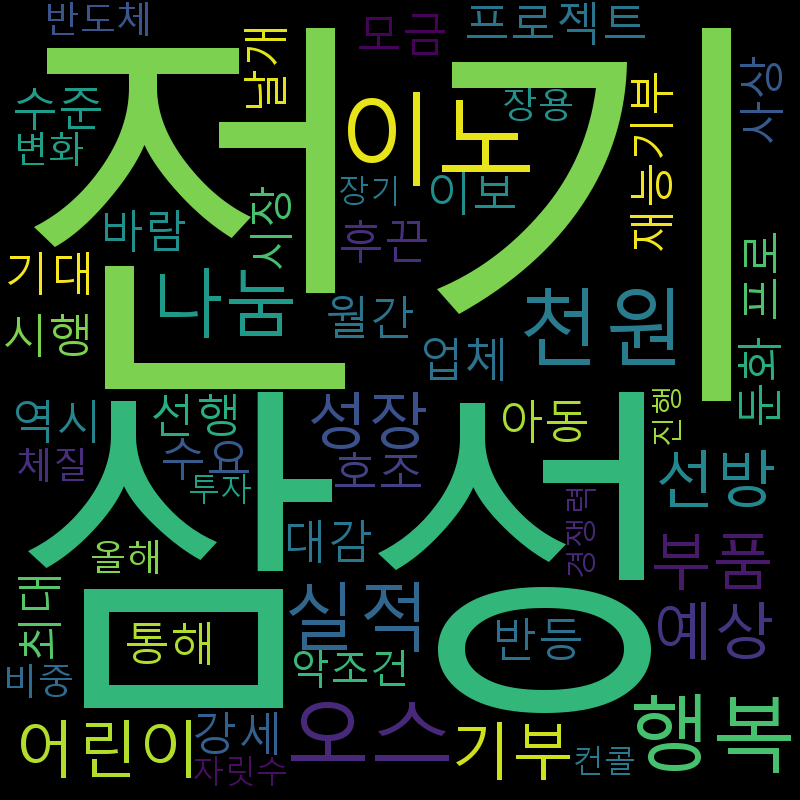 반도체
모금
프로젝트
날개
전기
수준
이노
장용
재능기부
사상
변화
장기
이보
바람
시장
후끈
기대
나눔
월간
천원
문화 프로
시행
업체
삼성
역시
선행
성장
아동
진행
체질
수요
호조
선방
투자
대감
경쟁력
올해
부품
최대
통해
실적
반등
예상
악조건
비중
어린이
강세
오스
기부
행복
자릿수
컨콜